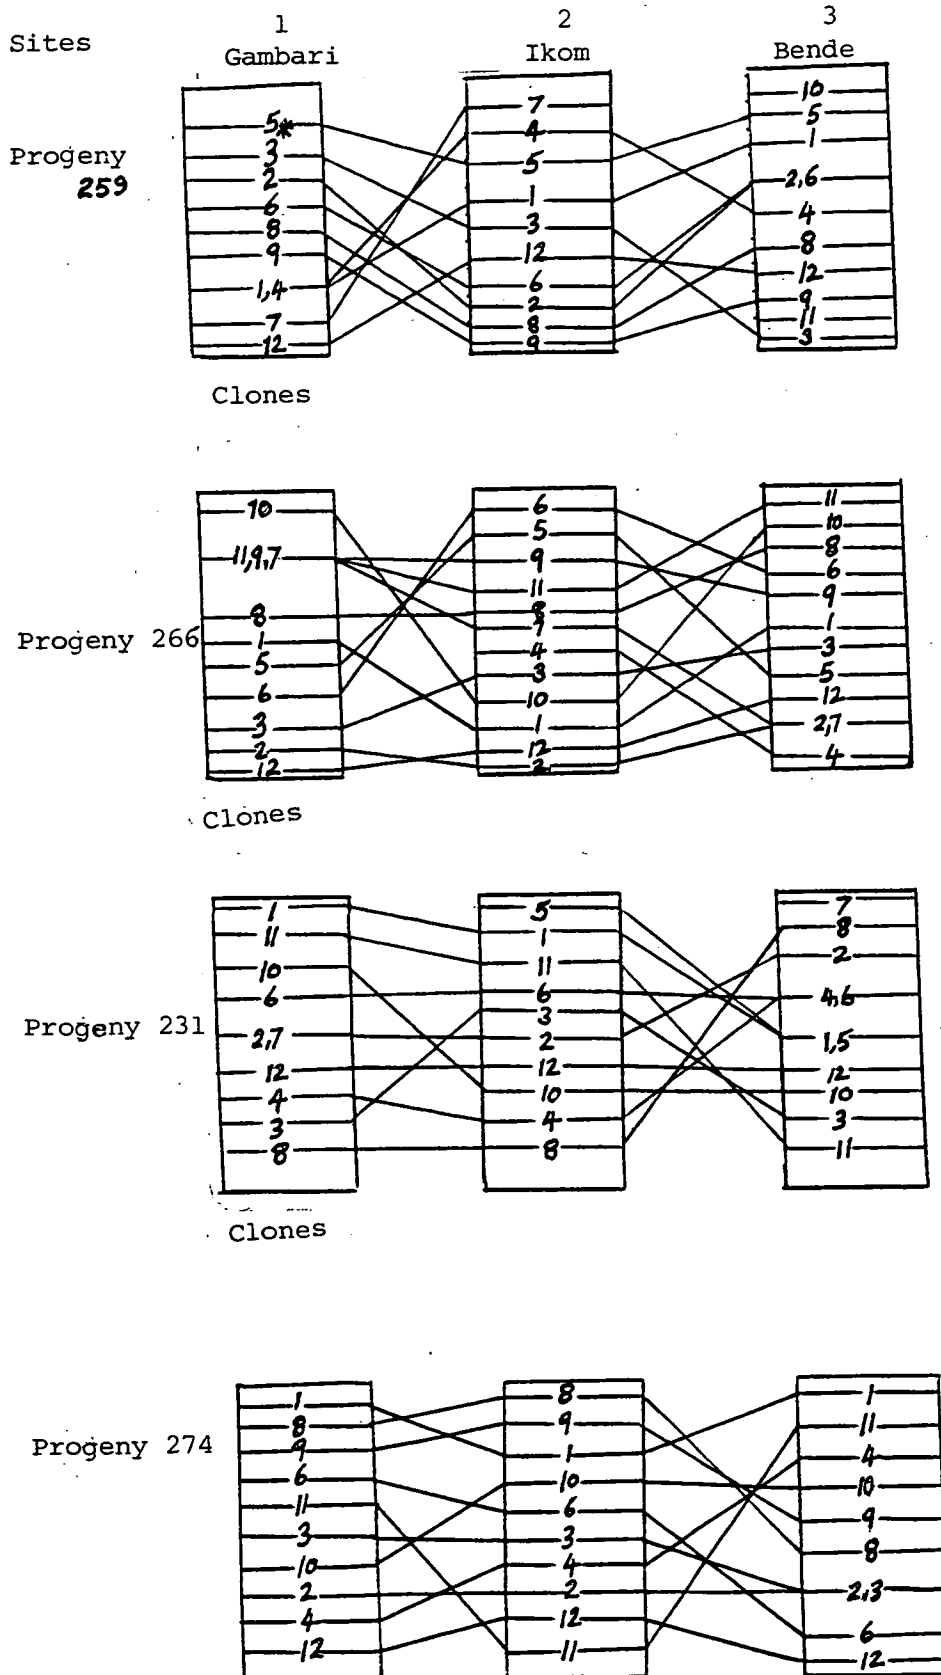 Sites
1 2 3
Gambari Ikom Bende
Progeny 259
5* 7 10
3 4 5
2 5 1
6 1 2,6
8 3 4
9 12 8
1,4 6 12
7 2 9
12 8 11
9 3
Clones
Progeny 266
10 6 11
11,9,7 5 10
8 9 8
1 11 6
5 8 9
6 7 1
3 4 3
2 3 5
12 10 12
1 2,7
12 4
2
Clones
Progeny 231
1 5 7
11 1 8
10 11 2
6 6 4,6
2,7 3 1,5
12 2 12
4 12 10
3 10 3
8 4 11
8
Clones
Progeny 274
1 8 1
8 9 11
9 1 4
6 10 10
11 6 9
3 3 8
10 4 2,3
2 2 6
4 12 12
12 11